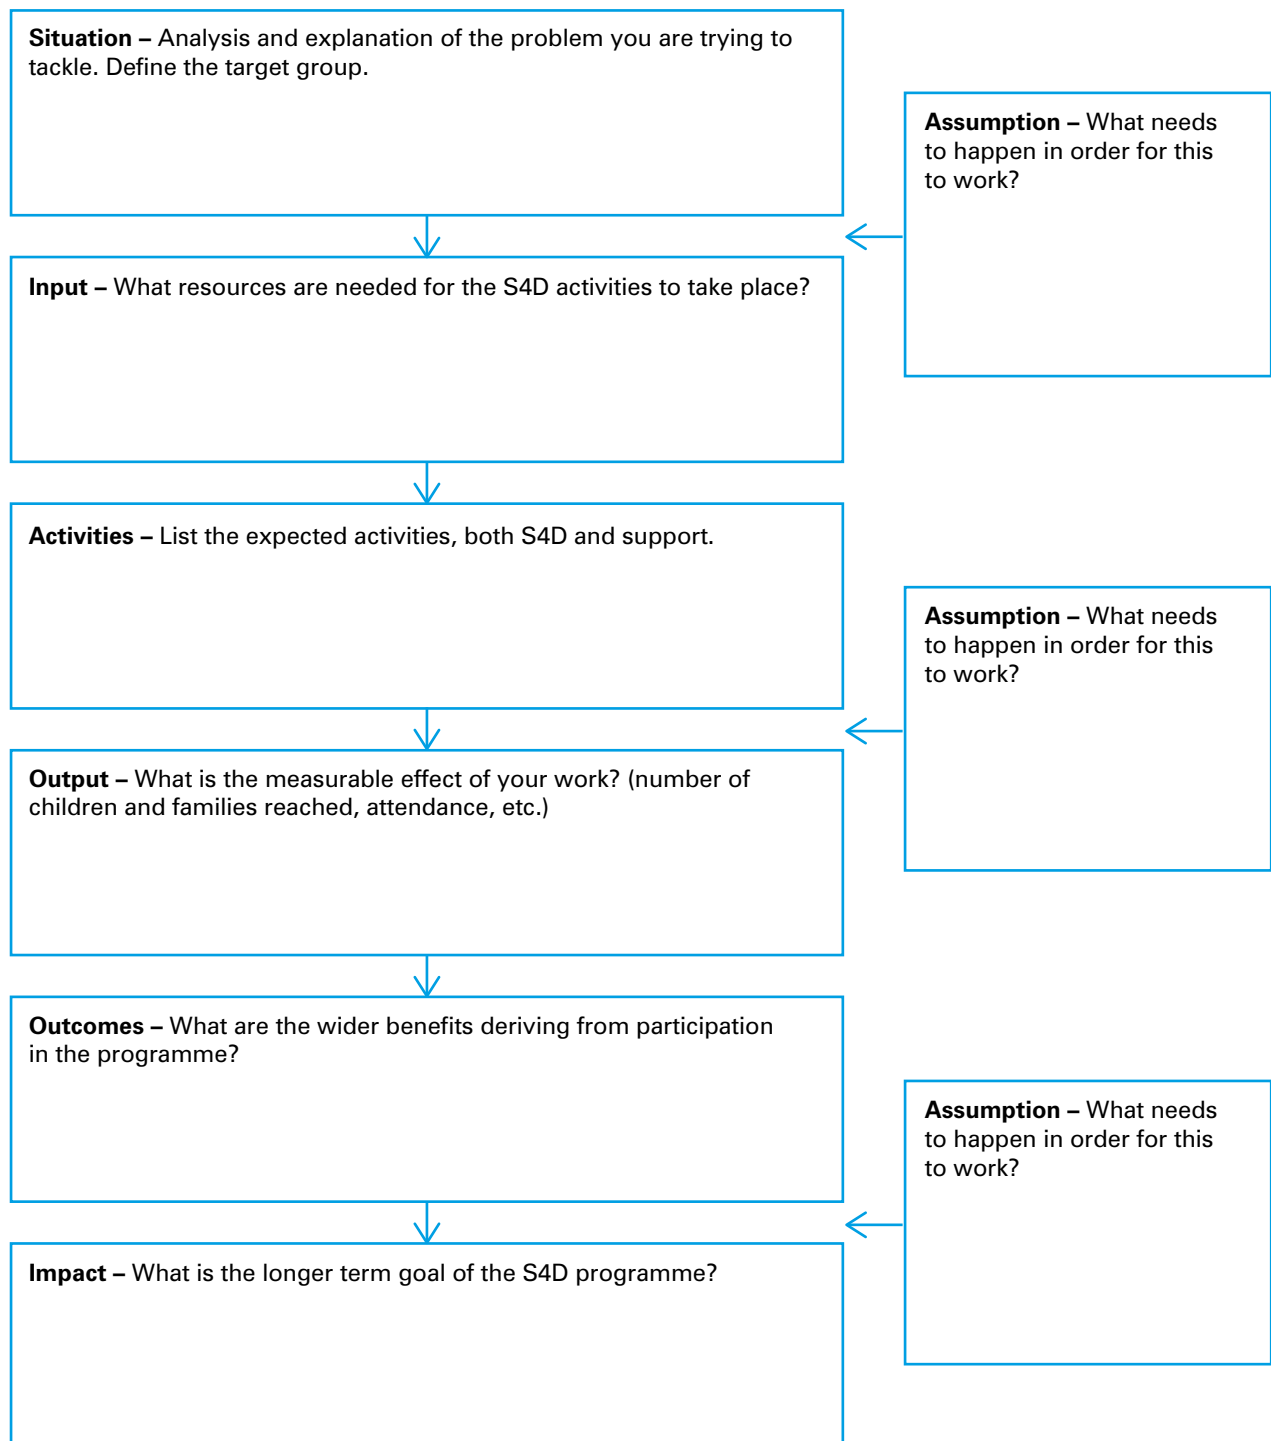 Situation – Analysis and explanation of the problem you are trying to
tackle. Define the target group.
Assumption – What needs
to happen in order for this
to work?
Input – What resources are needed for the S4D activities to take place?
Activities – List the expected activities, both S4D and support.
Assumption – What needs
to happen in order for this
to work?
Output – What is the measurable effect of your work? (number of
children and families reached, attendance, etc.)
Outcomes – What are the wider benefits deriving from participation
in the programme?
Assumption – What needs
to happen in order for this
to work?
Impact – What is the longer term goal of the S4D programme?